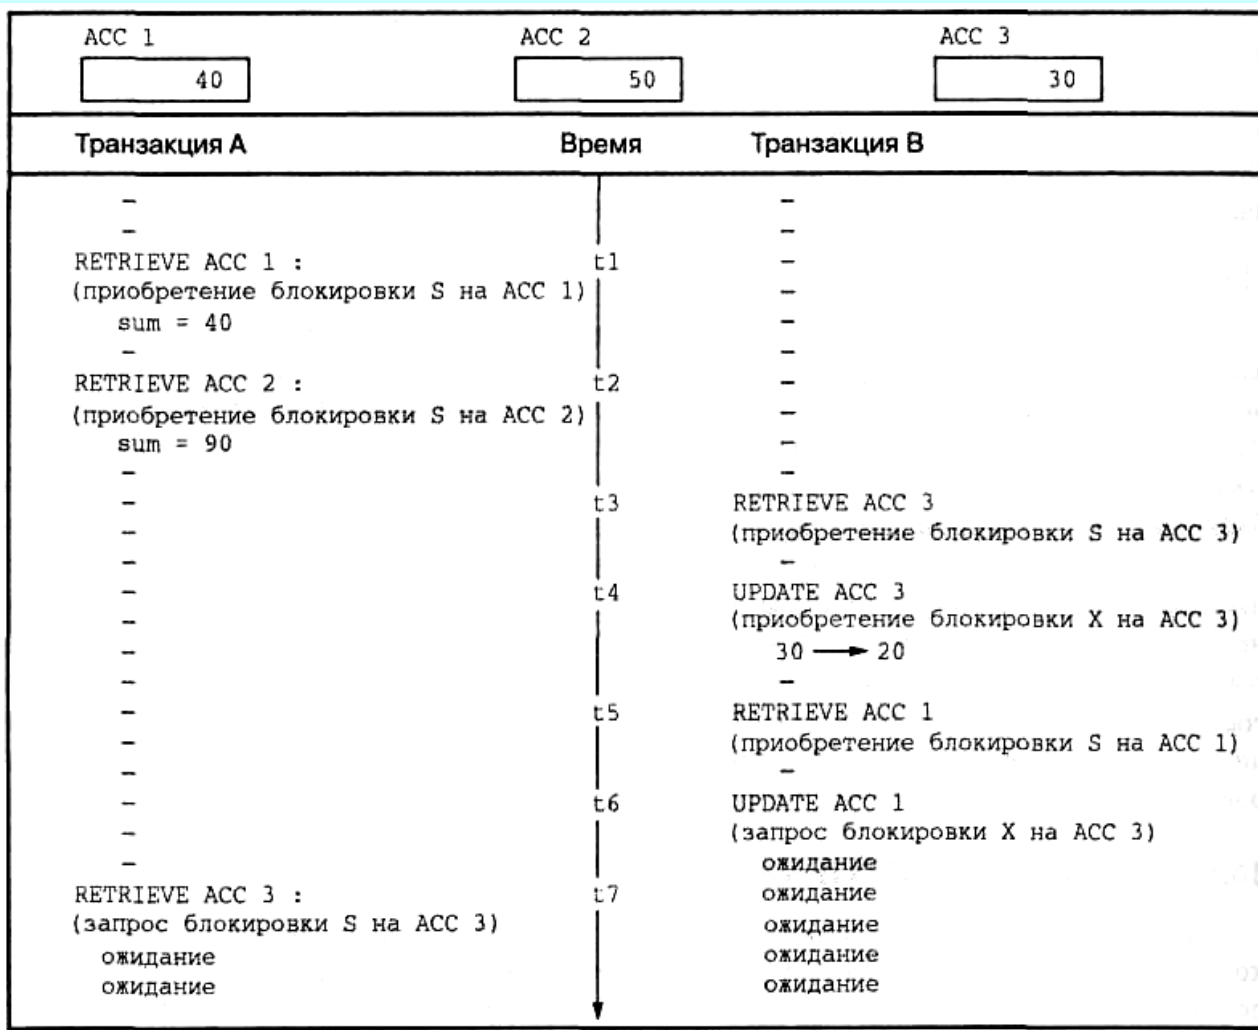 ACC 1 ACC 2 ACC 3
40 50 30
Транзакция А Время Транзакция В
– –
– –
RETRIEVE ACC 1 : t1 –
(приобретение блокировки S на ACC 1) –
sum = 40 –
– –
RETRIEVE ACC 2 : t2 –
(приобретение блокировки S на ACC 2) –
sum = 90 –
– –
– t3 RETRIEVE ACC 3
– (приобретение блокировки S на ACC 3)
– –
– t4 UPDATE ACC 3
– (приобретение блокировки X на ACC 3)
– 30 → 20
– –
– t5 RETRIEVE ACC 1
– (приобретение блокировки S на ACC 1)
– –
– t6 UPDATE ACC 1
– (запрос блокировки X на ACC 3)
– ожидание
RETRIEVE ACC 3 : t7 ожидание
(запрос блокировки S на ACC 3) ожидание
ожидание ожидание
ожидание ожидание